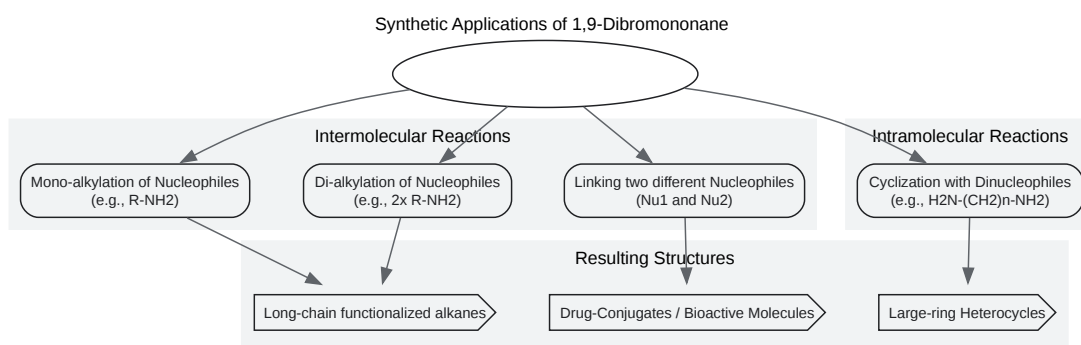 Synthetic Applications of 1,9-Dibromononane
Intermolecular Reactions
Intramolecular Reactions
Mono-alkylation of Nucleophiles
(e.g., R-NH2)
Di-alkylation of Nucleophiles
(e.g., 2x R-NH2)
Linking two different Nucleophiles
(Nu1 and Nu2)
Cyclization with Dinucleophiles
(e.g., H2N-(CH2)n-NH2)
Resulting Structures
Long-chain functionalized alkanes
Drug-Conjugates / Bioactive Molecules
Large-ring Heterocycles